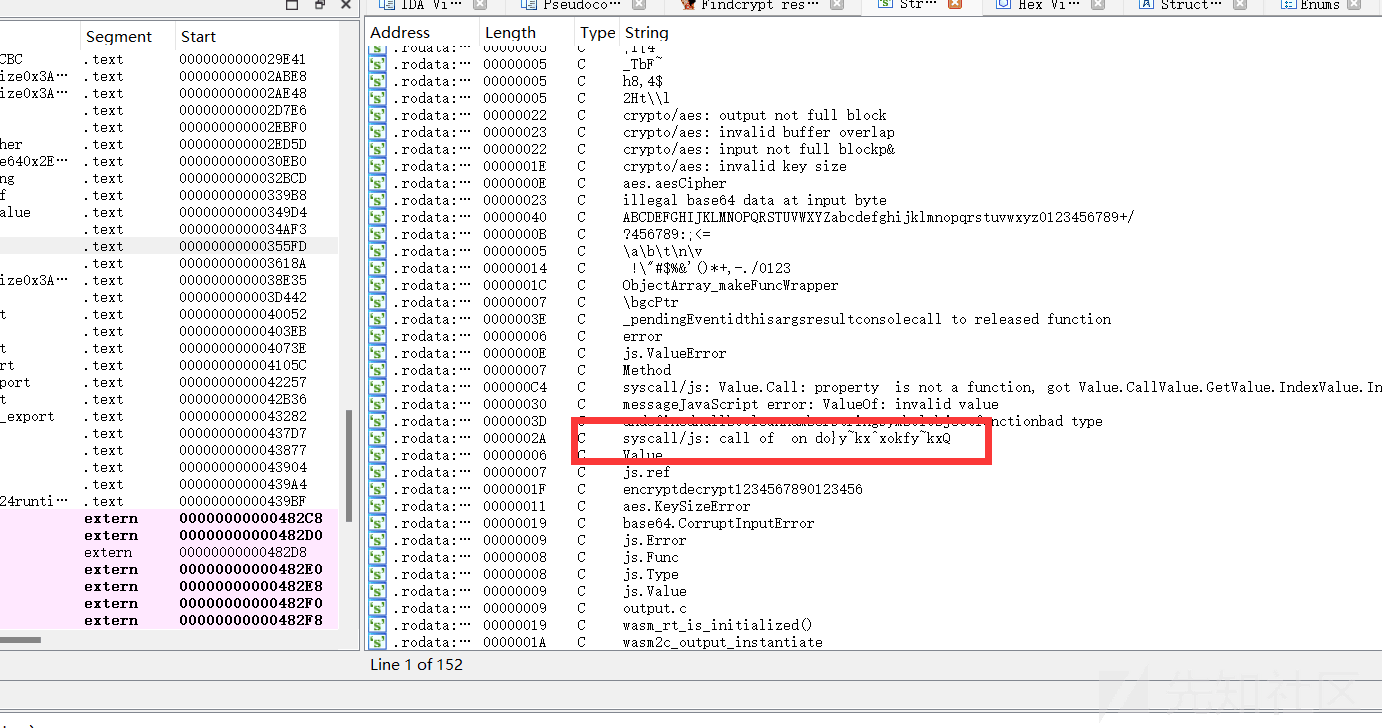 IDA Vi…
Pseudoco…
Findcrypt res…
Str…
Hex Vi…
Struct…
Enums
Segment Start
CBC .text 0000000000029E41
ize0x3A… .text 000000000002ABE8
ize0x3A… .text 000000000002AE48
.text 000000000002D7E6
.text 000000000002EBF0
her .text 000000000002ED5D
e640x2E… .text 0000000000030EB0
ng .text 0000000000032BCD
f .text 00000000000339B8
alue .text 00000000000349D4
.text 0000000000034AF3
.text 00000000000355FD
.text 000000000003618A
ize0x3A… .text 0000000000038E35
.text 000000000003D442
t .text 0000000000040052
.text 00000000000403EB
t .text 000000000004073E
rt .text 000000000004105C
port .text 0000000000042257
t .text 0000000000042B36
_export .text 0000000000043282
.text 00000000000437D7
.text 0000000000043877
.text 0000000000043904
.text 00000000000439A4
24runti… .text 00000000000439BF
extern 00000000000482C8
extern 00000000000482D0
extern 00000000000482D8
extern 00000000000482E0
extern 00000000000482E8
extern 00000000000482F0
extern 00000000000482F8
Address Length Type String
.rodata:… 00000005 C
.rodata:… 00000005 C _TbF~
.rodata:… 00000005 C h8,4$
.rodata:… 00000005 C 2Ht\\l
.rodata:… 00000022 C crypto/aes: output not full block
.rodata:… 00000023 C crypto/aes: invalid buffer overlap
.rodata:… 00000022 C crypto/aes: input not full blockp&
.rodata:… 0000001E C crypto/aes: invalid key size
.rodata:… 0000000E C aes.aesCipher
.rodata:… 00000023 C illegal base64 data at input byte
.rodata:… 00000040 C ABCDEFGHIJKLMNOPQRSTUVWXYZabcdefghijklmnopqrstuvwxyz0123456789+/
.rodata:… 0000000B C ?456789:;<=
.rodata:… 00000005 C \a\b\t\n\v
.rodata:… 00000014 C !\"#$%&'()*+,-./0123
.rodata:… 0000001C C ObjectArray_makeFuncWrapper
.rodata:… 00000007 C \bgcPtr
.rodata:… 0000003E C _pendingEventidthisargsresultconsolecall to released function
.rodata:… 00000006 C error
.rodata:… 0000000E C js.ValueError
.rodata:… 00000007 C Method
.rodata:… 000000C4 C syscall/js: Value.Call: property  is not a function, got Value.CallValue.GetValue.IndexValue.In
.rodata:… 00000030 C messageJavaScript error: ValueOf: invalid value
.rodata:… 0000003D C undefinednullbooleannumberstringsymbolobjectfunctionbad type
.rodata:… 0000002A C syscall/js: call of  on do}y~kx^xokfy~kxQ
.rodata:… 00000006 C Value
.rodata:… 00000007 C js.ref
.rodata:… 0000001F C encryptdecrypt1234567890123456
.rodata:… 00000011 C aes.KeySizeError
.rodata:… 00000019 C base64.CorruptInputError
.rodata:… 00000009 C js.Error
.rodata:… 00000008 C js.Func
.rodata:… 00000008 C js.Type
.rodata:… 00000009 C js.Value
.rodata:… 00000009 C output.c
.rodata:… 00000019 C wasm_rt_is_initialized()
.rodata:… 0000001A C wasm2c_output_instantiate
Line 1 of 152
先知社区